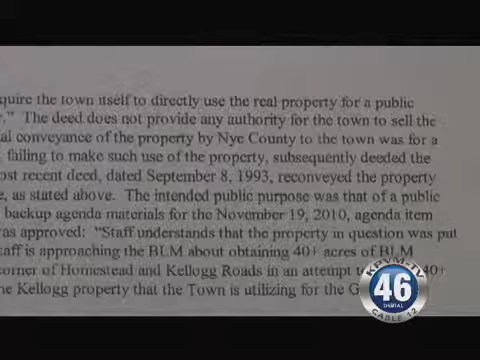 quire the town itself to directly use the real property for a public
." The deed does not provide any authority for the town to sell the
al conveyance of the property by Nye County to the town was for a
failing to make such use of the property, subsequently deeded the
ost recent deed, dated September 8, 1993, reconveyed the property
e, as stated above. The intended public purpose was that of a public
backup agenda materials for the November 19, 2010, agenda item
was approved: "Staff understands that the property in question was put
taff is approaching the BLM about obtaining 40+ acres of BLM
corner of Homestead and Kellogg Roads in an attempt 40+
he Kellogg property that the Town is utilizing for the
KPVM-TV
46
DIGITAL
CABLE 12